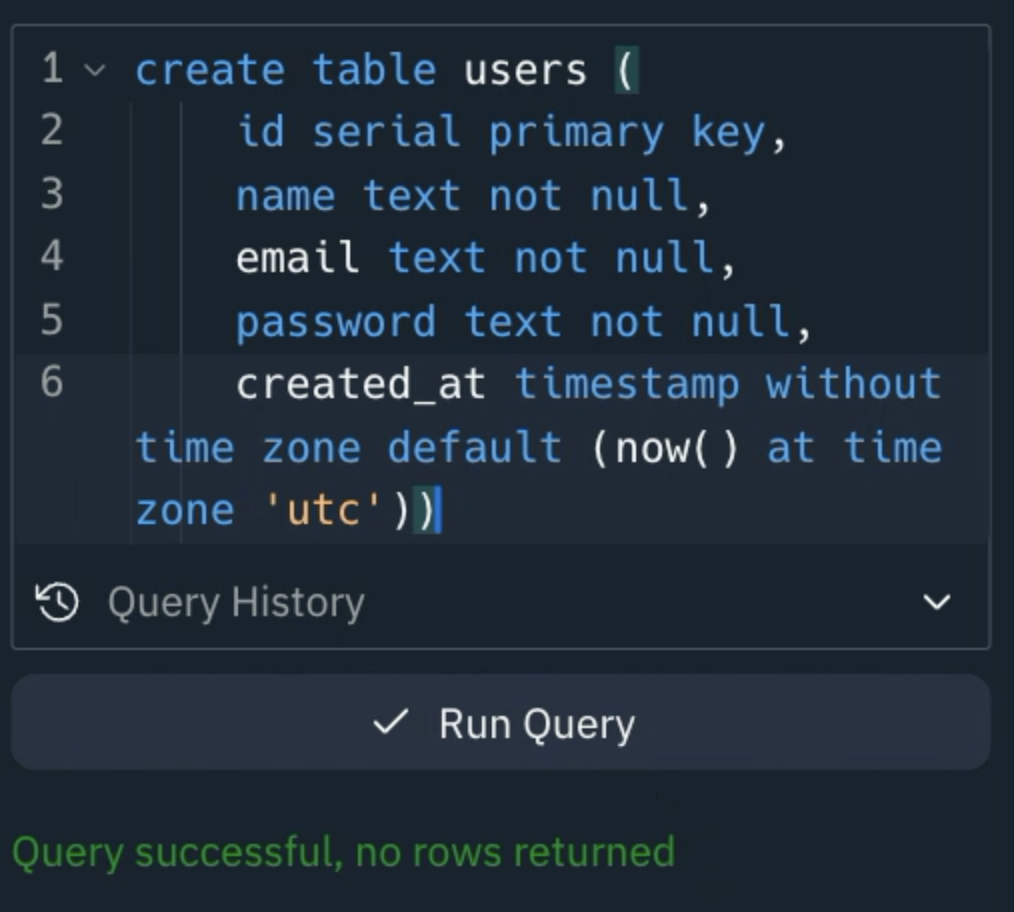 1 create table users (
2 id serial primary key,
3 name text not null,
4 email text not null,
5 password text not null,
6 created_at timestamp without
time zone default (now() at time
zone 'utc'))
Query History
Run Query
Query successful, no rows returned